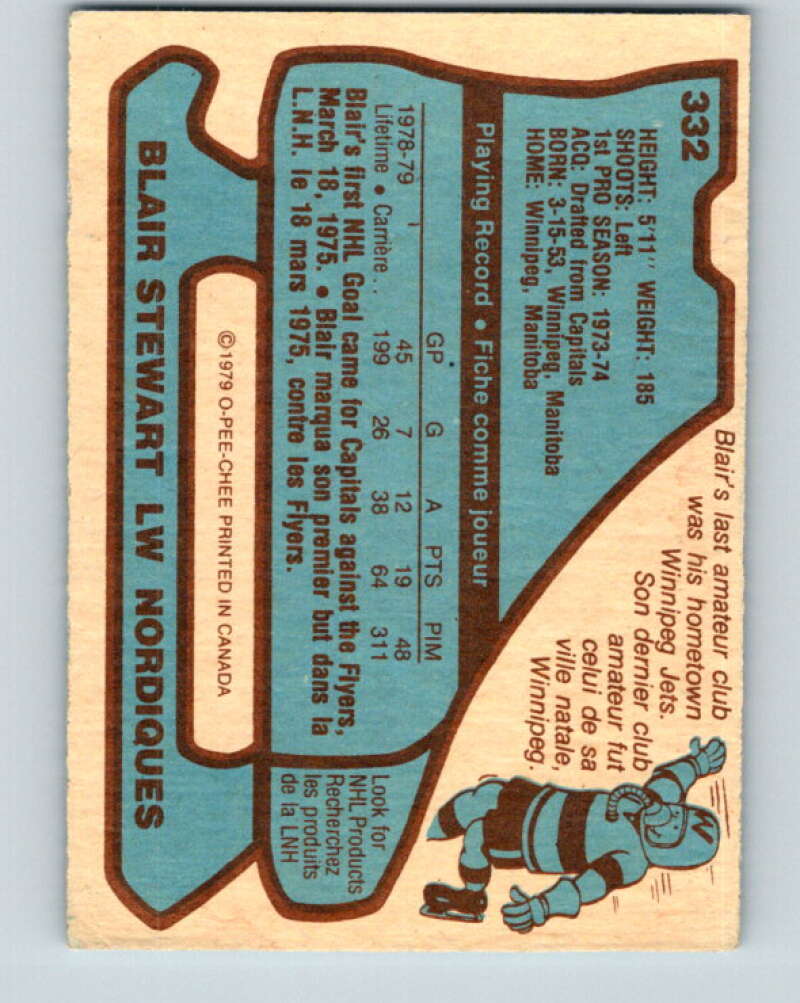 332
HEIGHT: 5'11" WEIGHT: 185
SHOOTS: Left
1st PRO SEASON: 1973-74
ACQ: Drafted from Capitals
BORN: 3-15-53, Winnipeg, Manitoba
HOME: Winnipeg, Manitoba
Blair's last amateur club
was his hometown
Winnipeg Jets.
Son dernier club
amateur fut
celui de sa
ville natale,
Winnipeg.
W
Playing Record • Fiche comme joueur
GP G A PTS PIM
1978-79 45 7 12 19 48
Lifetime • Carrière... 199 26 38 64 311
Blair's first NHL Goal came for Capitals against the Flyers,
March 18, 1975. • Blair marqua son premier but dans la
L.N.H. le 18 mars 1975, contre les Flyers.
Look for
NHL Products
Recherchez
les produits
de la LNH
©1979 O-PEE-CHEE PRINTED IN CANADA
BLAIR STEWART LW NORDIQUES